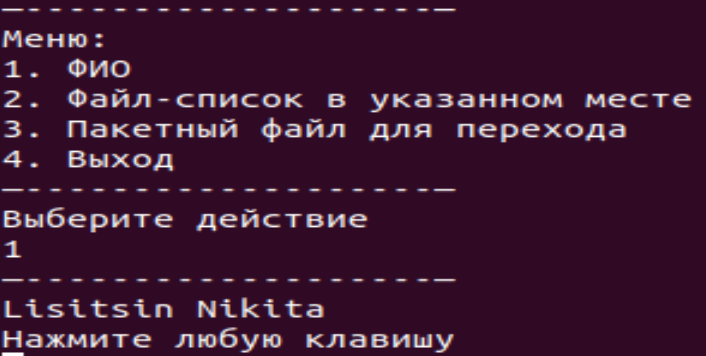 —--------------------—
Меню:
1. ФИО
2. Файл-список в указанном месте
3. Пакетный файл для перехода
4. Выход
—--------------------—
Выберите действие
1
—--------------------—
Lisitsin Nikita
Нажмите любую клавишу